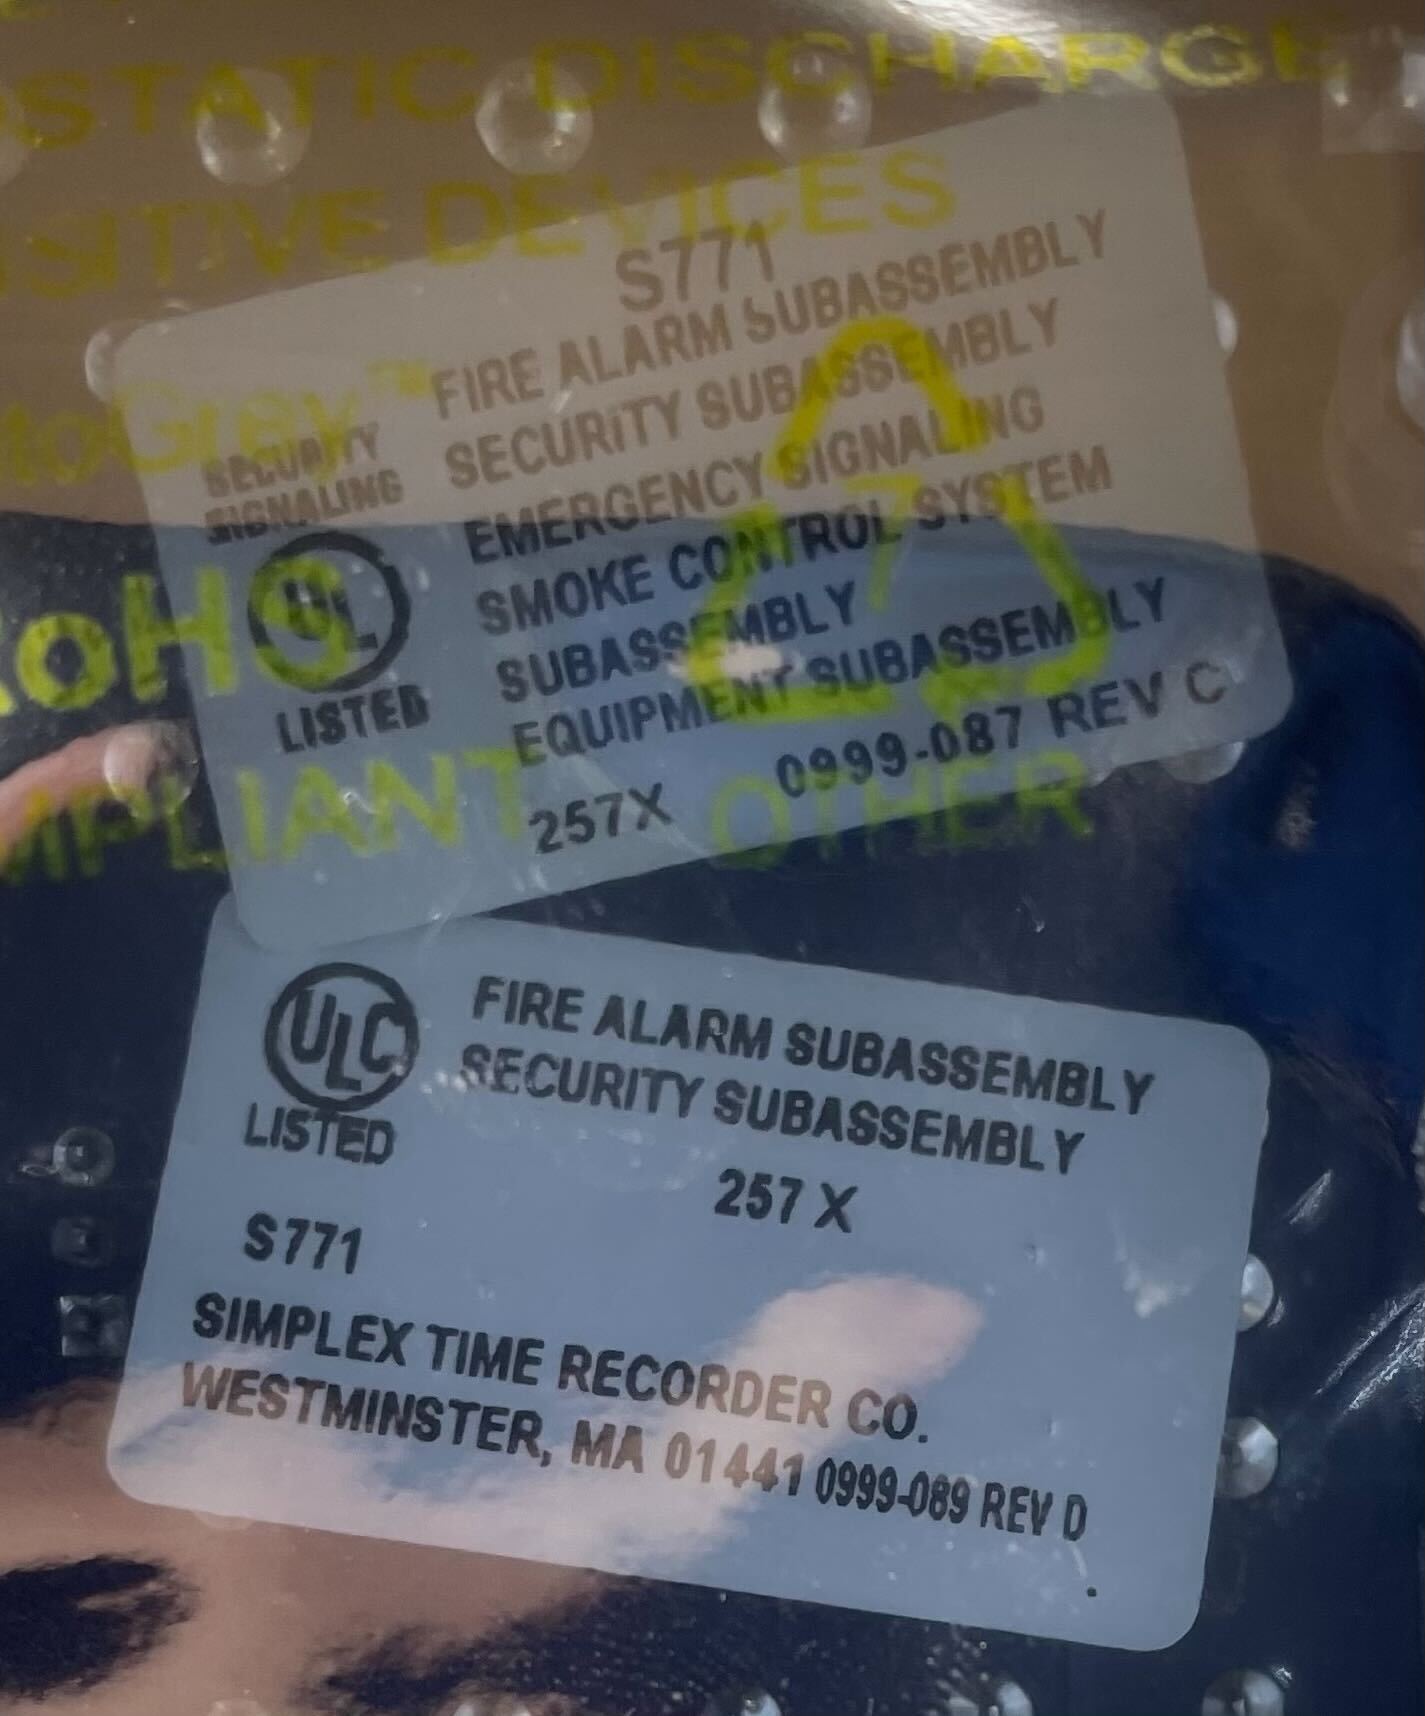 STATIC DISCHARGE
SITIVE DEVICES
S771
FIRE ALARM SUBASSEMBLY
SECURITY SUBASSEMBLY
EMERGENCY SIGNALING
SMOKE CONTROL SYSTEM
SUBASSEMBLY
EQUIPMENT SUBASSEMBLY
257X 0999-087 REV C
toGrey™
SECURITY
SIGNALING
UL
LISTED
7
RoHS
MPLIANT OTHER
ULC
LISTED
FIRE ALARM SUBASSEMBLY
SECURITY SUBASSEMBLY
257 X
S771
SIMPLEX TIME RECORDER CO.
WESTMINSTER, MA 01441 0999-089 REV D